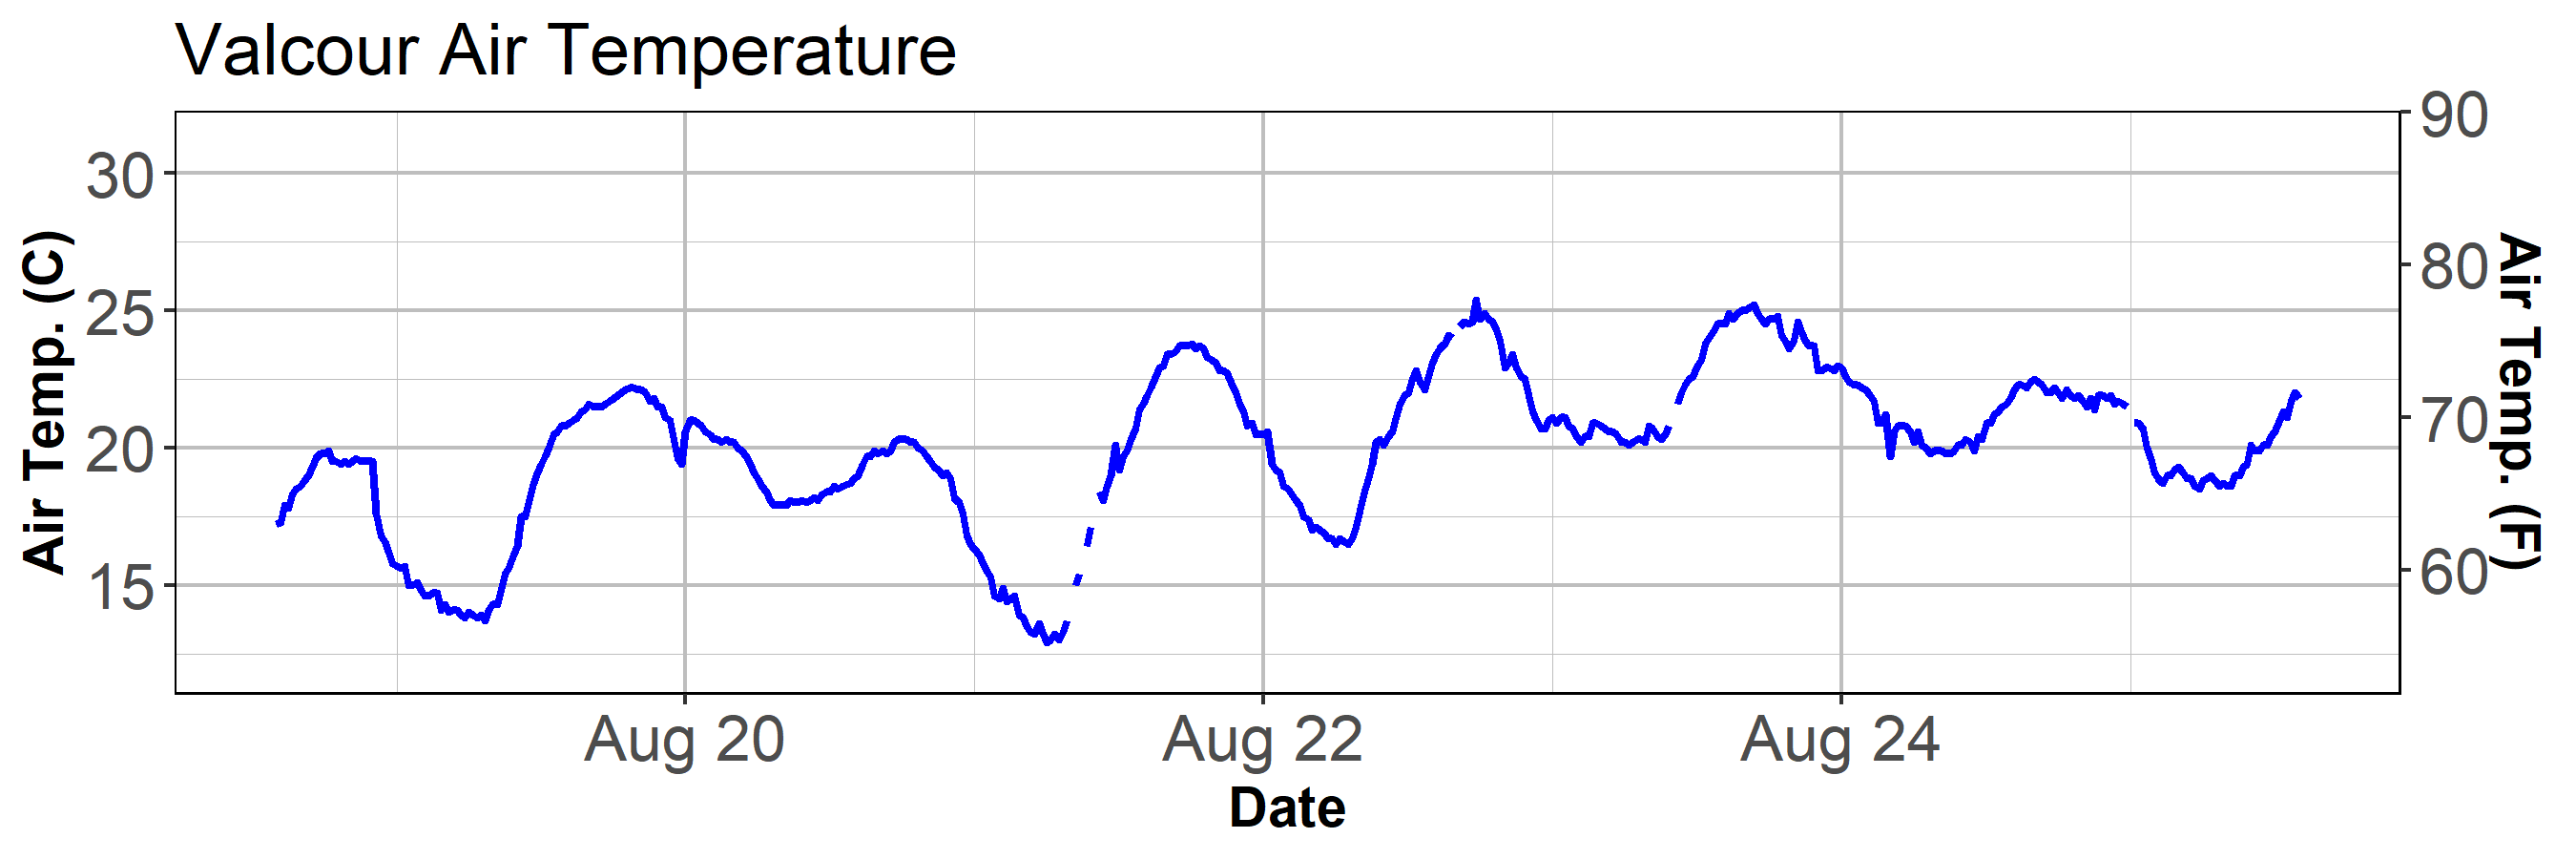 Valcour Air Temperature
Air Temp. (C)
30
25
20
15
90
80
70
60
Air Temp. (F)
Aug 20
Aug 22
Aug 24
Date